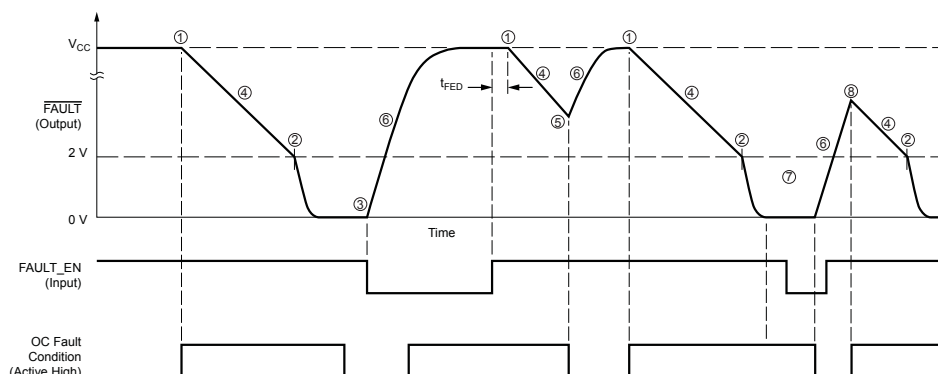 VCC
FAULT
(Output)
2 V
0 V
① ④ ② ③ ⑥ tFED ① ④ ⑥ ⑤ ① ④ ② ⑦ ⑥ ⑧ ④ ②
Time
FAULT_EN
(Input)
OC Fault
Condition
(Active High)